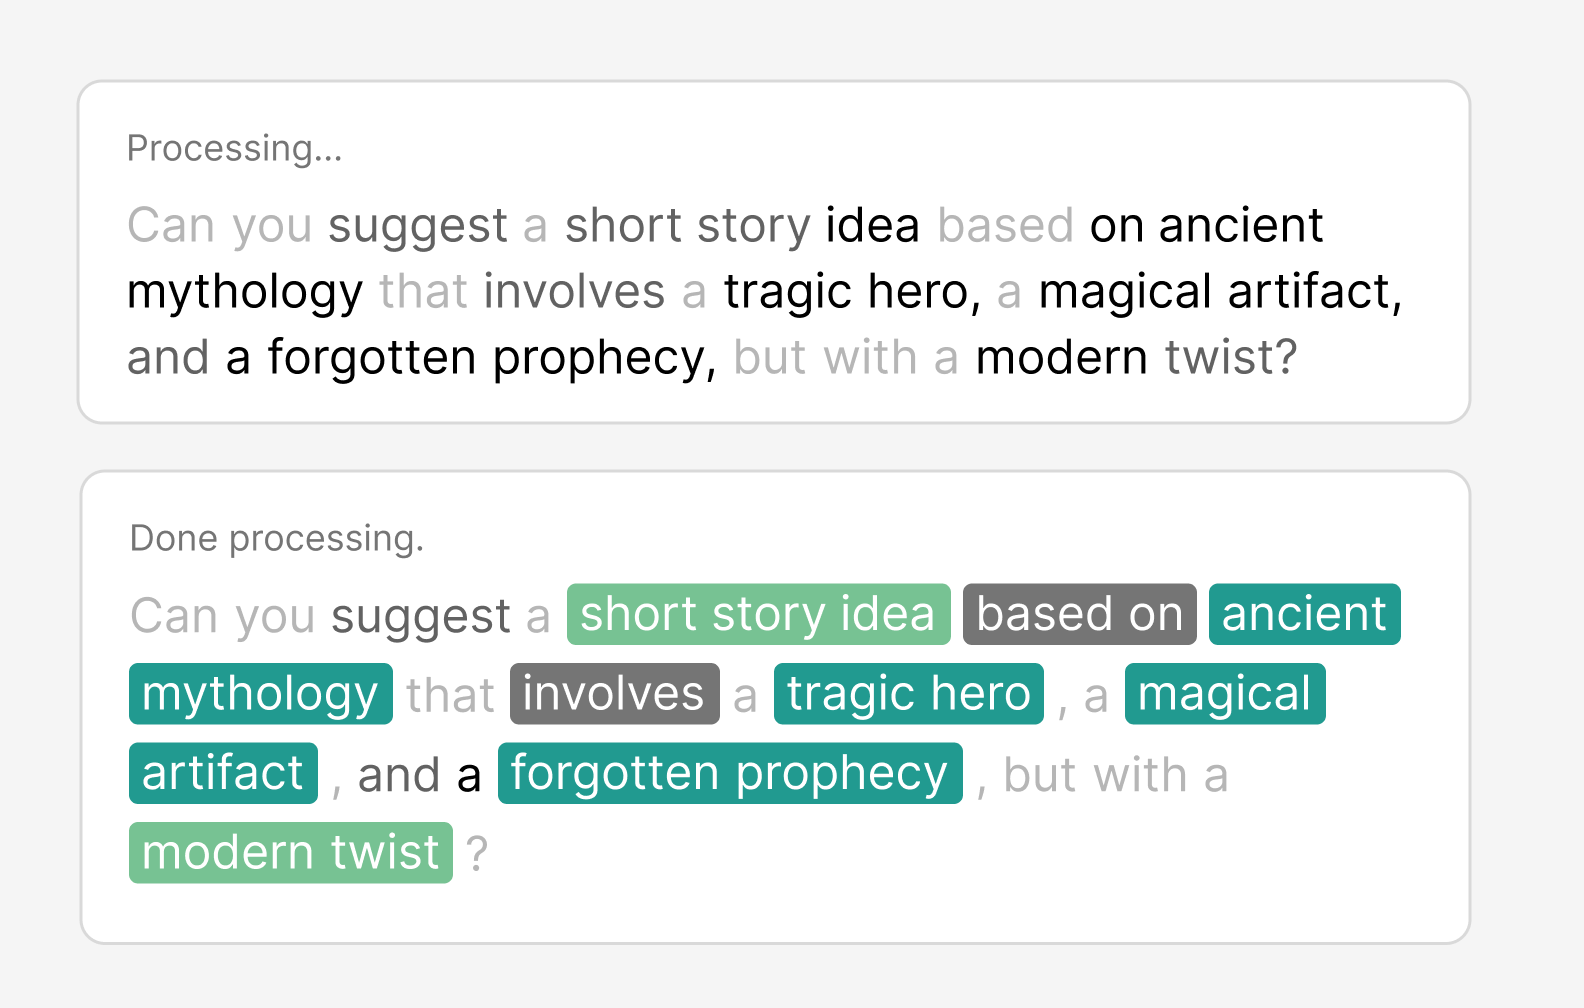 Processing...
Can you suggest a short story idea based on ancient
mythology that involves a tragic hero, a magical artifact,
and a forgotten prophecy, but with a modern twist?
Done processing.
Can you suggest a short story idea based on ancient
mythology that involves a tragic hero , a magical
artifact , and a forgotten prophecy , but with a
modern twist ?